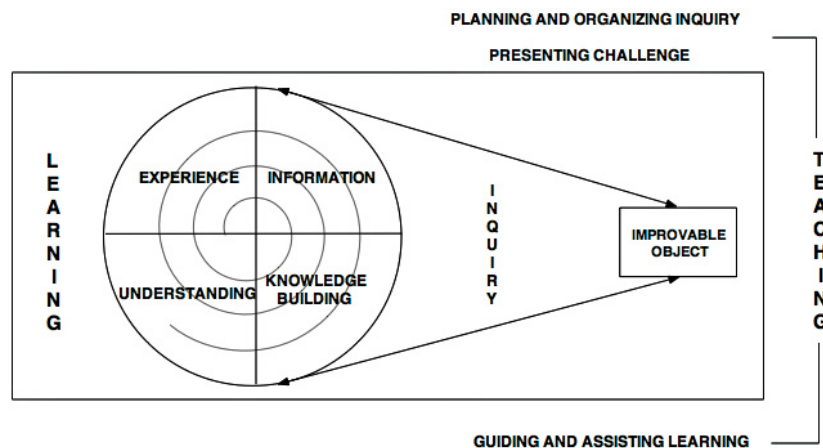 PLANNING AND ORGANIZING INQUIRY
PRESENTING CHALLENGE
LEARNING
EXPERIENCE
INFORMATION
UNDERSTANDING
KNOWLEDGE
BUILDING
INQUIRY
IMPROVABLE
OBJECT
TEACHING
GUIDING AND ASSISTING LEARNING